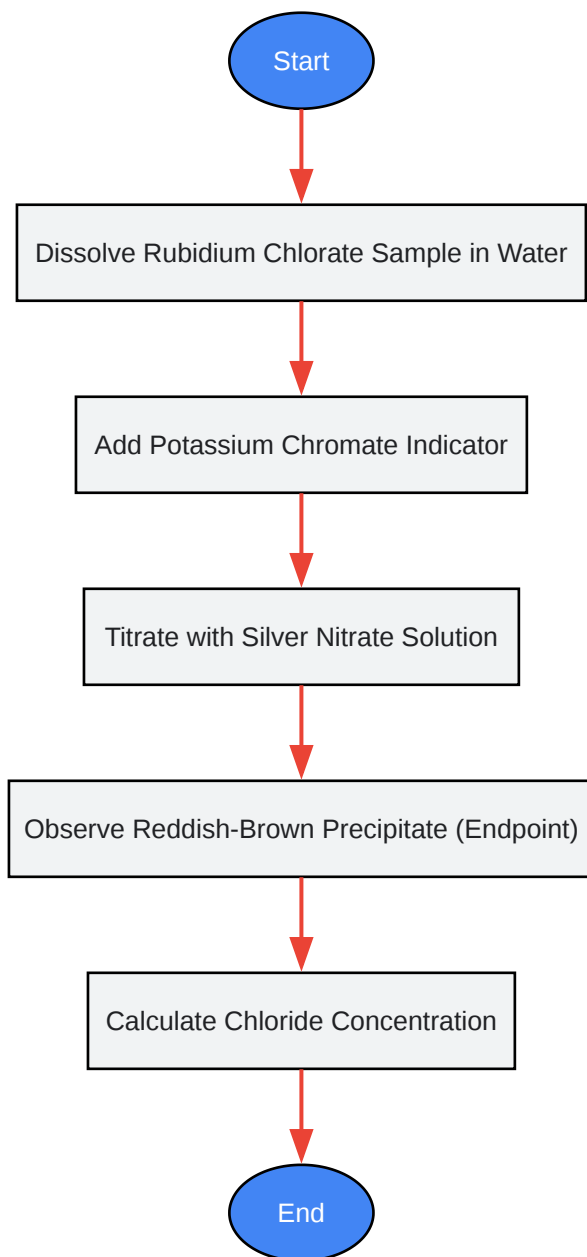 Start
Dissolve Rubidium Chlorate Sample in Water
Add Potassium Chromate Indicator
Titrate with Silver Nitrate Solution
Observe Reddish-Brown Precipitate (Endpoint)
Calculate Chloride Concentration
End